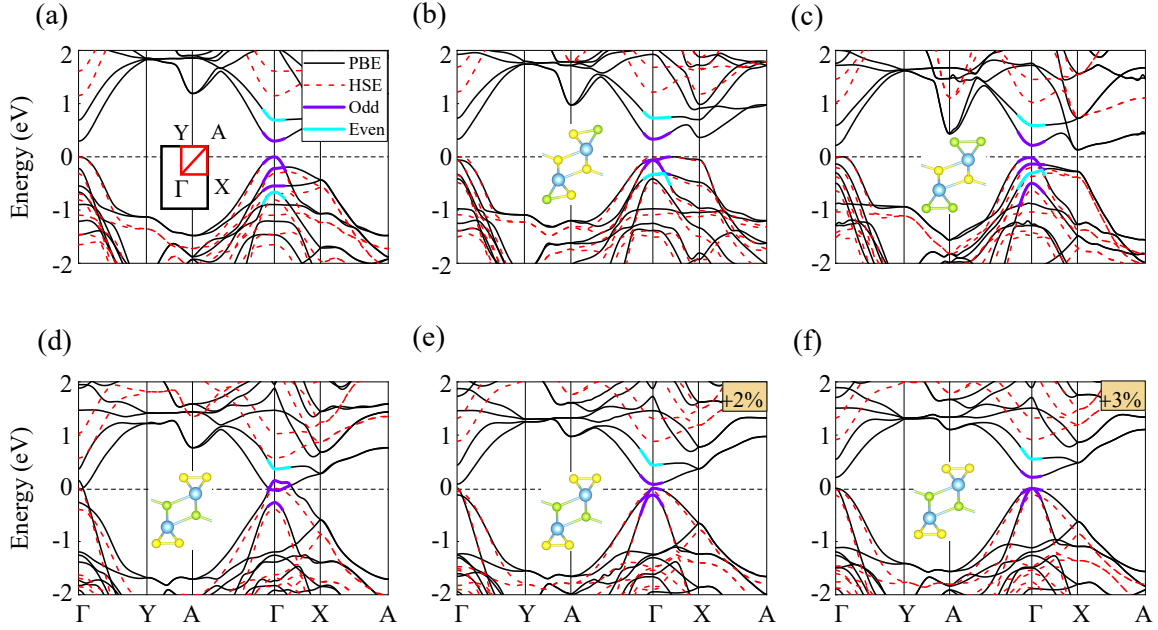 (a)
(b)
(c)
Energy (eV)
2
1
0
-1
-2
PBE
HSE
Odd
Even
Y
A
Γ
X
2
1
0
-1
-2
2
1
0
-1
-2
(d)
(e)
(f)
Energy (eV)
2
1
0
-1
-2
Γ Y A Γ X A
+2%
2
1
0
-1
-2
Γ Y A Γ X A
+3%
2
1
0
-1
-2
Γ Y A Γ X A